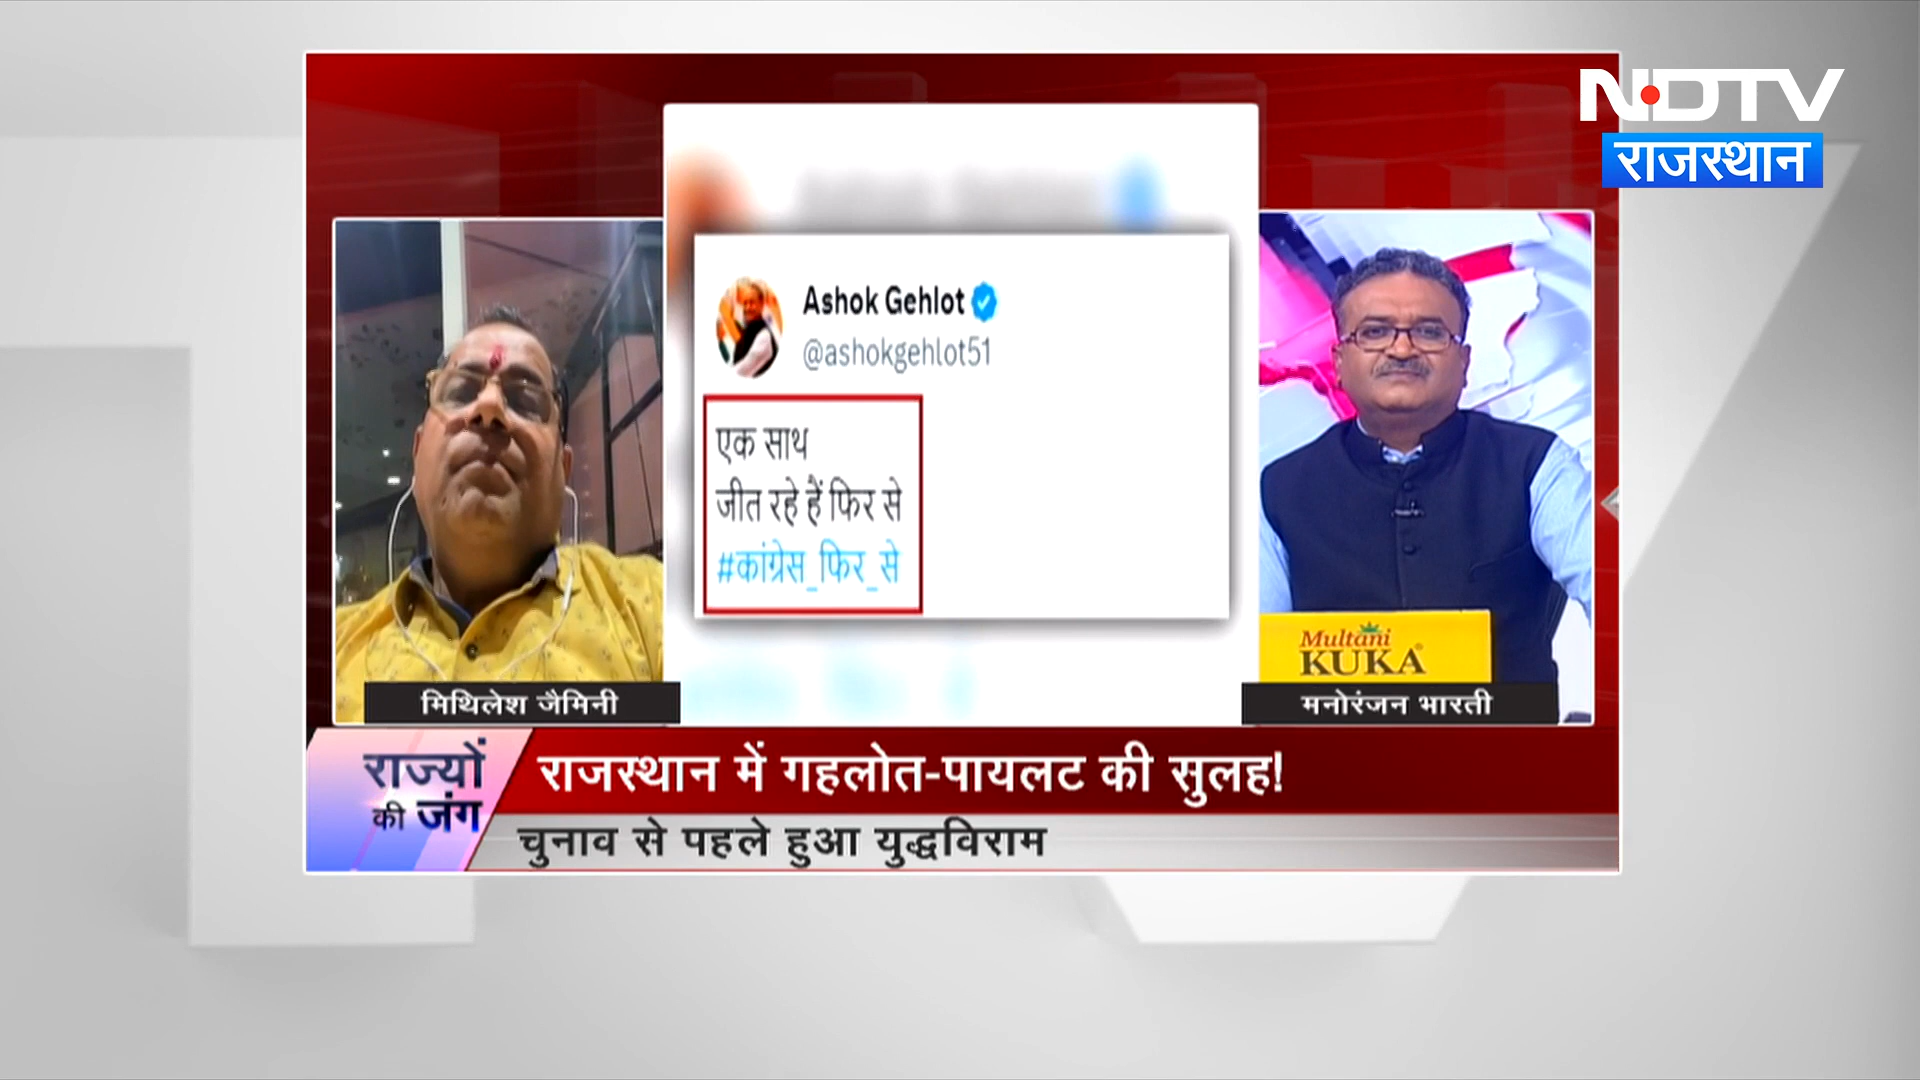 NDTV
राजस्थान
Ashok Gehlot
@ashokgehlot51
एक साथ
जीत रहे हैं फिर से
#कांग्रेस_फिर_से
Multani
KUKA
मिथिलेश जैमिनी
मनोरंजन भारती
राज्यों
की जंग
राजस्थान में गहलोत-पायलट की सुलह!
चुनाव से पहले हुआ युद्धविराम